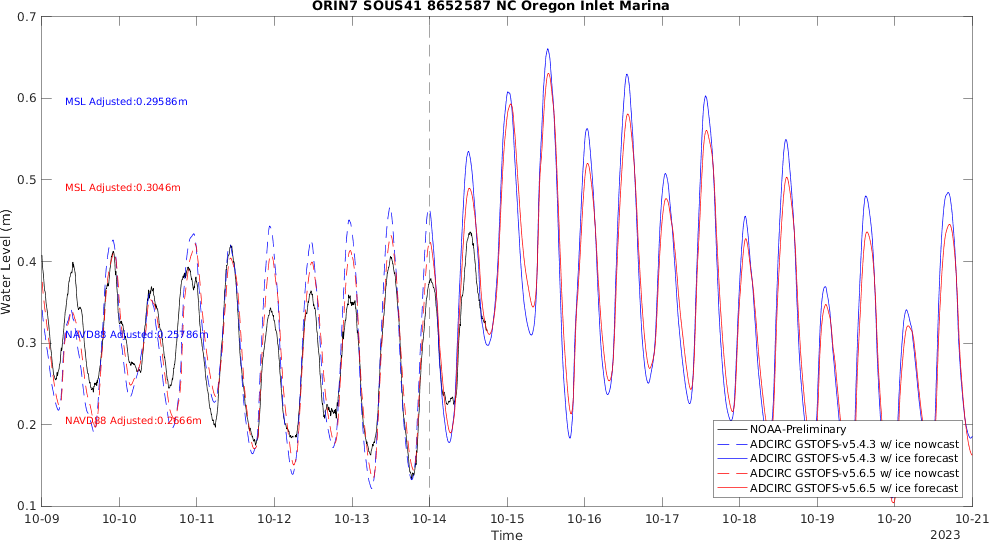 ORIN7 SOUS41 8652587 NC Oregon Inlet Marina
0.7
0.6
0.5
0.4
0.3
0.2
0.1
Water Level (m)
MSL Adjusted:0.29586m
MSL Adjusted:0.3046m
NAVD88 Adjusted:0.25786m
NAVD88 Adjusted:0.2666m
NOAA-Preliminary
ADCIRC GSTOFS-v5.4.3 w/ ice nowcast
ADCIRC GSTOFS-v5.4.3 w/ ice forecast
ADCIRC GSTOFS-v5.6.5 w/ ice nowcast
ADCIRC GSTOFS-v5.6.5 w/ ice forecast
10-09 10-10 10-11 10-12 10-13 10-14 10-15 10-16 10-17 10-18 10-19 10-20 10-21
Time
2023